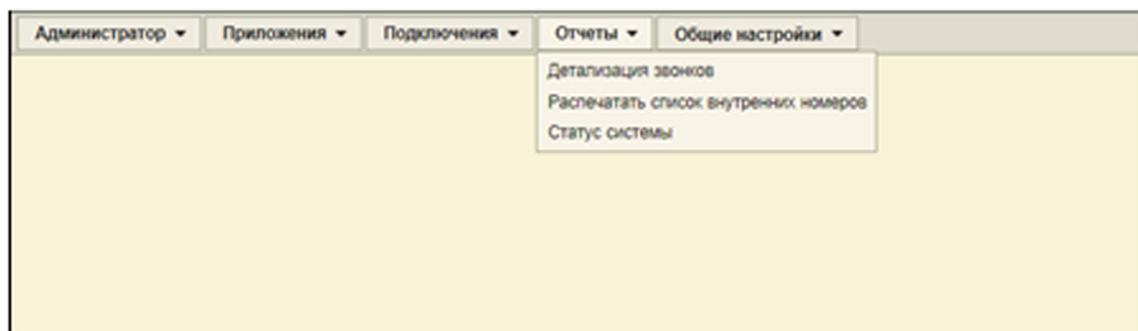 Администратор Приложения Подключения Отчеты Общие настройки
Детализация звонков
Распечатать список внутренних номеров
Статус системы